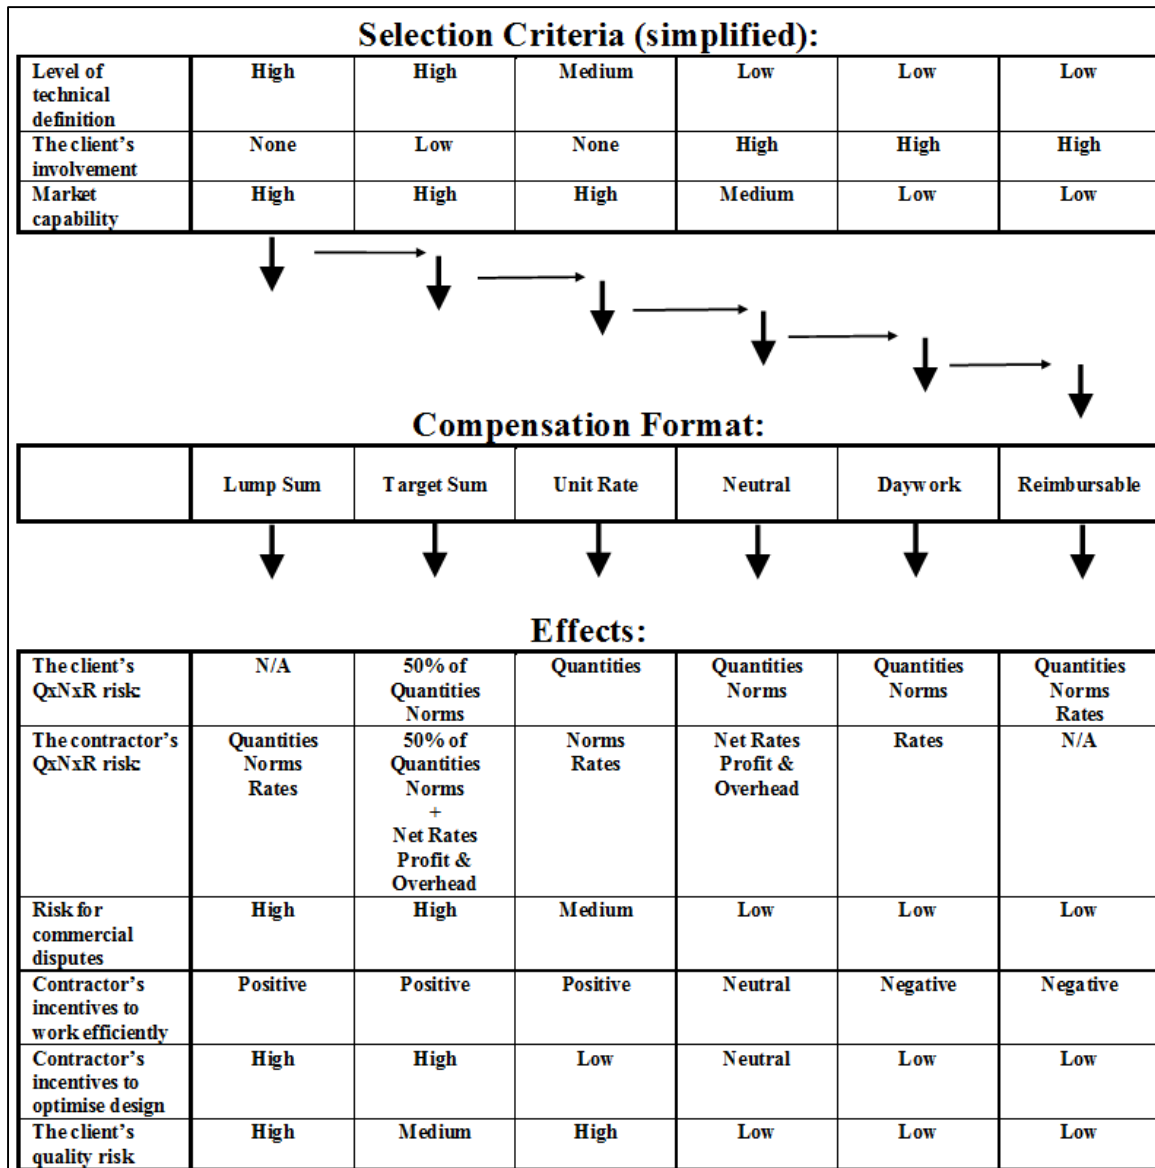 Selection Criteria (simplified):
Level of technical definition High High Medium Low Low Low
The client's involvement None Low None High High High
Market capability High High High Medium Low Low
Compensation Format:
Lump Sum Target Sum Unit Rate Neutral Daywork Reimbursable
Effects:
The client's QxNxR risk: N/A 50% of Quantities Norms Quantities Quantities Norms Quantities Norms Quantities Norms Rates
The contractor's QxNxR risk: Quantities Norms Rates 50% of Quantities Norms + Net Rates Profit & Overhead Norms Rates Net Rates Profit & Overhead Rates N/A
Risk for commercial disputes High High Medium Low Low Low
Contractor's incentives to work efficiently Positive Positive Positive Neutral Negative Negative
Contractor's incentives to optimise design High High Low Neutral Low Low
The client's quality risk High Medium High Low Low Low